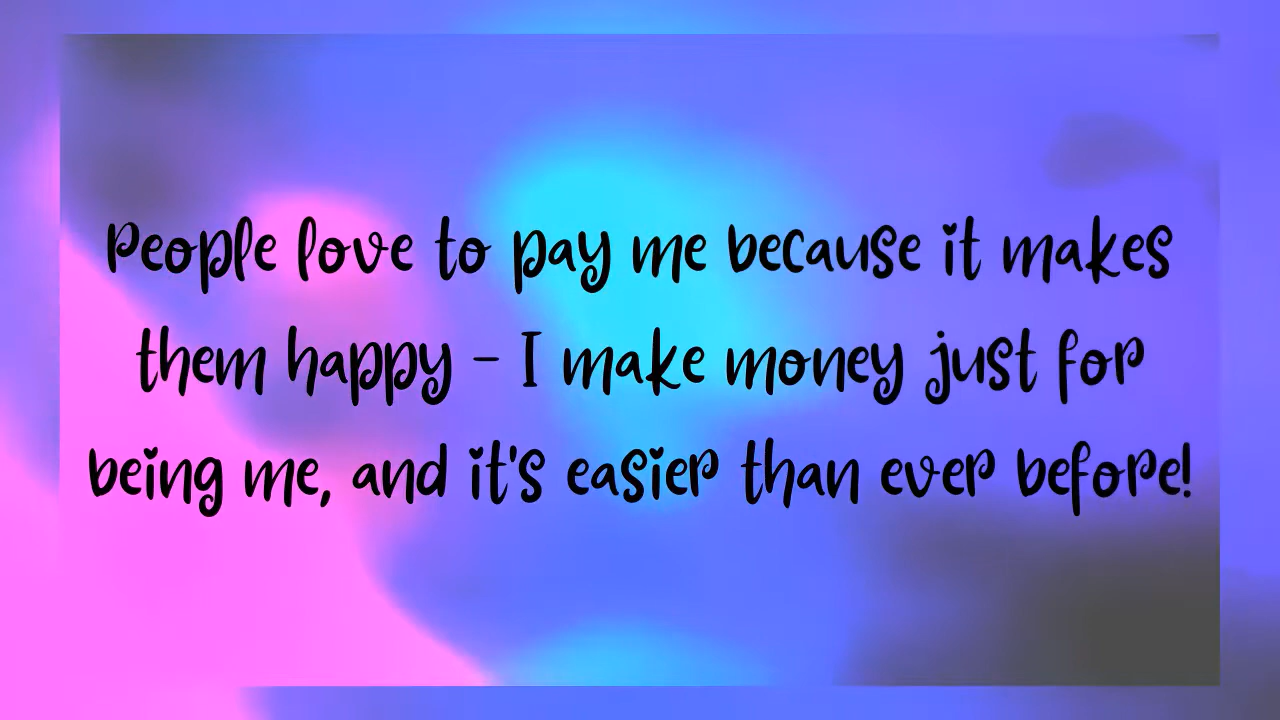 People love to pay me because it makes
them happy - I make money just for
being me, and it's easier than ever before!